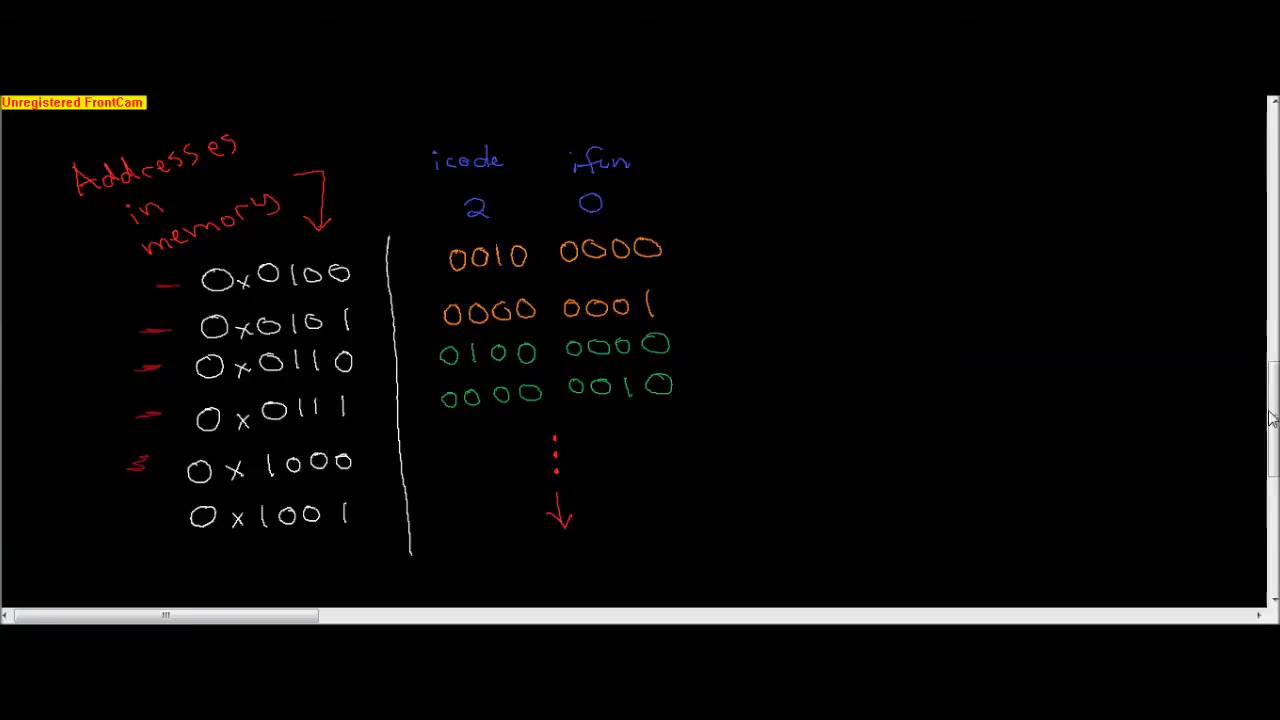 Unregistered FrontCam
Addresses
in
memory
icode ifun
2 0
0010 0000
0x0100
0000 0001
0x0101
0100 0000
0x0110
0000 0010
0x0111
0x1000
0x1001